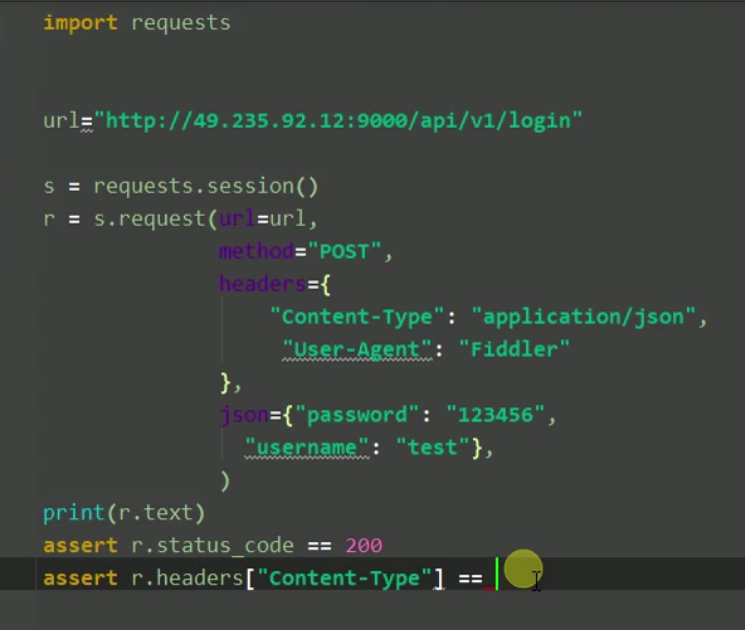 import requests
url="http://49.235.92.12:9000/api/v1/login"
s = requests.session()
r = s.request(url=url,
method="POST",
headers={
"Content-Type": "application/json",
"User-Agent": "Fiddler"
},
json={"password": "123456",
"username": "test"},
)
print(r.text)
assert r.status_code == 200
assert r.headers["Content-Type"] ==